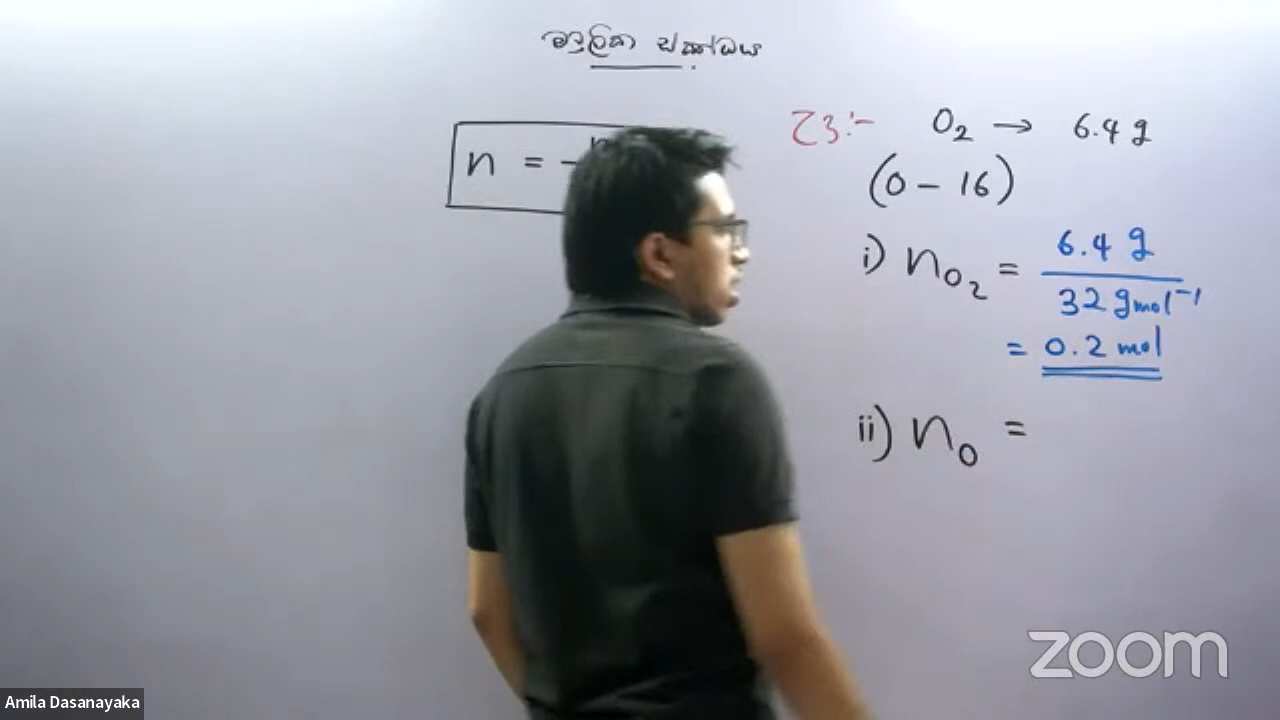 මවුලික ස්කන්ධය
n =
උදා:- O₂ → 6.4 g
(O – 16)
i) nO₂ = 6.4 g / 32 gmol⁻¹
= 0.2 mol
ii) nO =
zoom
Amila Dasanayaka